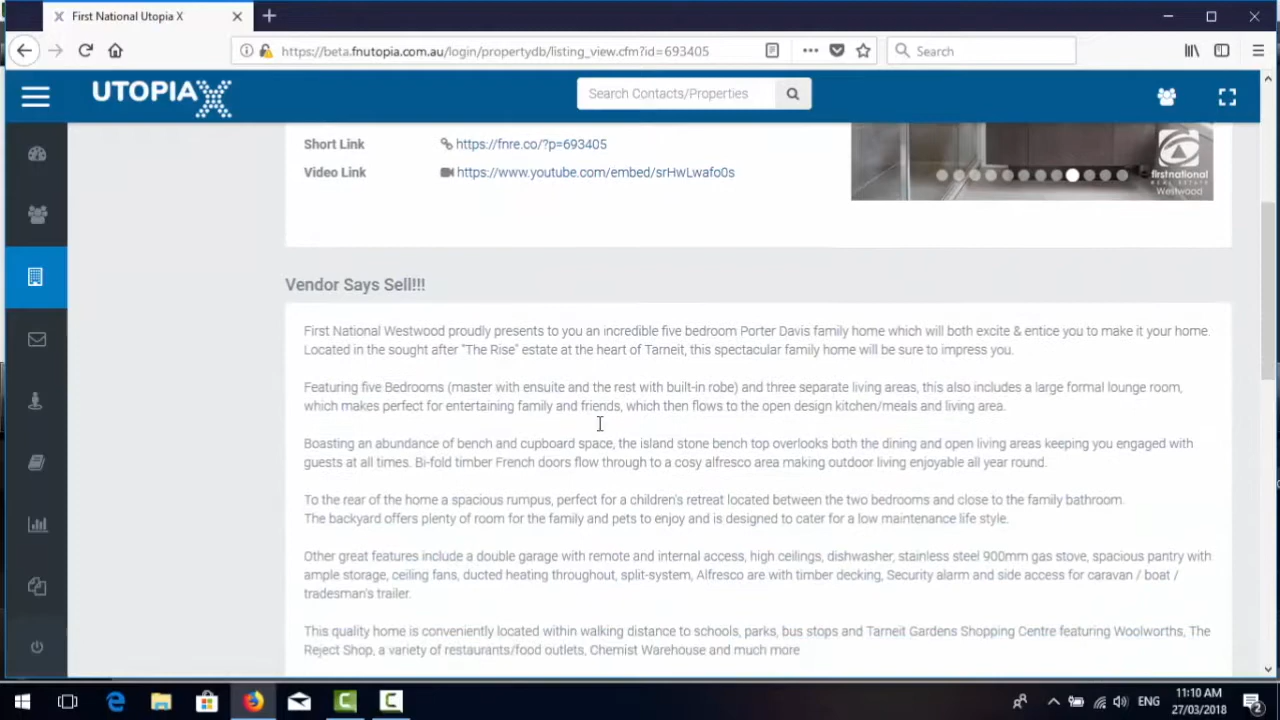 First National Utopia X
https://beta.fnutopia.com.au/login/propertydb/listing_view.cfm?id=693405
Search
UTOPIA X
Search Contacts/Properties
Short Link
https://fnre.co/?p=693405
Video Link
https://www.youtube.com/embed/srHwLwafo0s
firstnational
REAL ESTATE
Westwood
Vendor Says Sell!!!
First National Westwood proudly presents to you an incredible five bedroom Porter Davis family home which will both excite & entice you to make it your home.
Located in the sought after "The Rise" estate at the heart of Tarneit, this spectacular family home will be sure to impress you.
Featuring five Bedrooms (master with ensuite and the rest with built-in robe) and three separate living areas, this also includes a large formal lounge room,
which makes perfect for entertaining family and friends, which then flows to the open design kitchen/meals and living area.
Boasting an abundance of bench and cupboard space, the island stone bench top overlooks both the dining and open living areas keeping you engaged with
guests at all times. Bi-fold timber French doors flow through to a cosy alfresco area making outdoor living enjoyable all year round.
To the rear of the home a spacious rumpus, perfect for a children's retreat located between the two bedrooms and close to the family bathroom.
The backyard offers plenty of room for the family and pets to enjoy and is designed to cater for a low maintenance life style.
Other great features include a double garage with remote and internal access, high ceilings, dishwasher, stainless steel 900mm gas stove, spacious pantry with
ample storage, ceiling fans, ducted heating throughout, split-system, Alfresco are with timber decking, Security alarm and side access for caravan / boat /
tradesman's trailer.
This quality home is conveniently located within walking distance to schools, parks, bus stops and Tarneit Gardens Shopping Centre featuring Woolworths, The
Reject Shop, a variety of restaurants/food outlets, Chemist Warehouse and much more
ENG
11:10 AM
27/03/2018
2